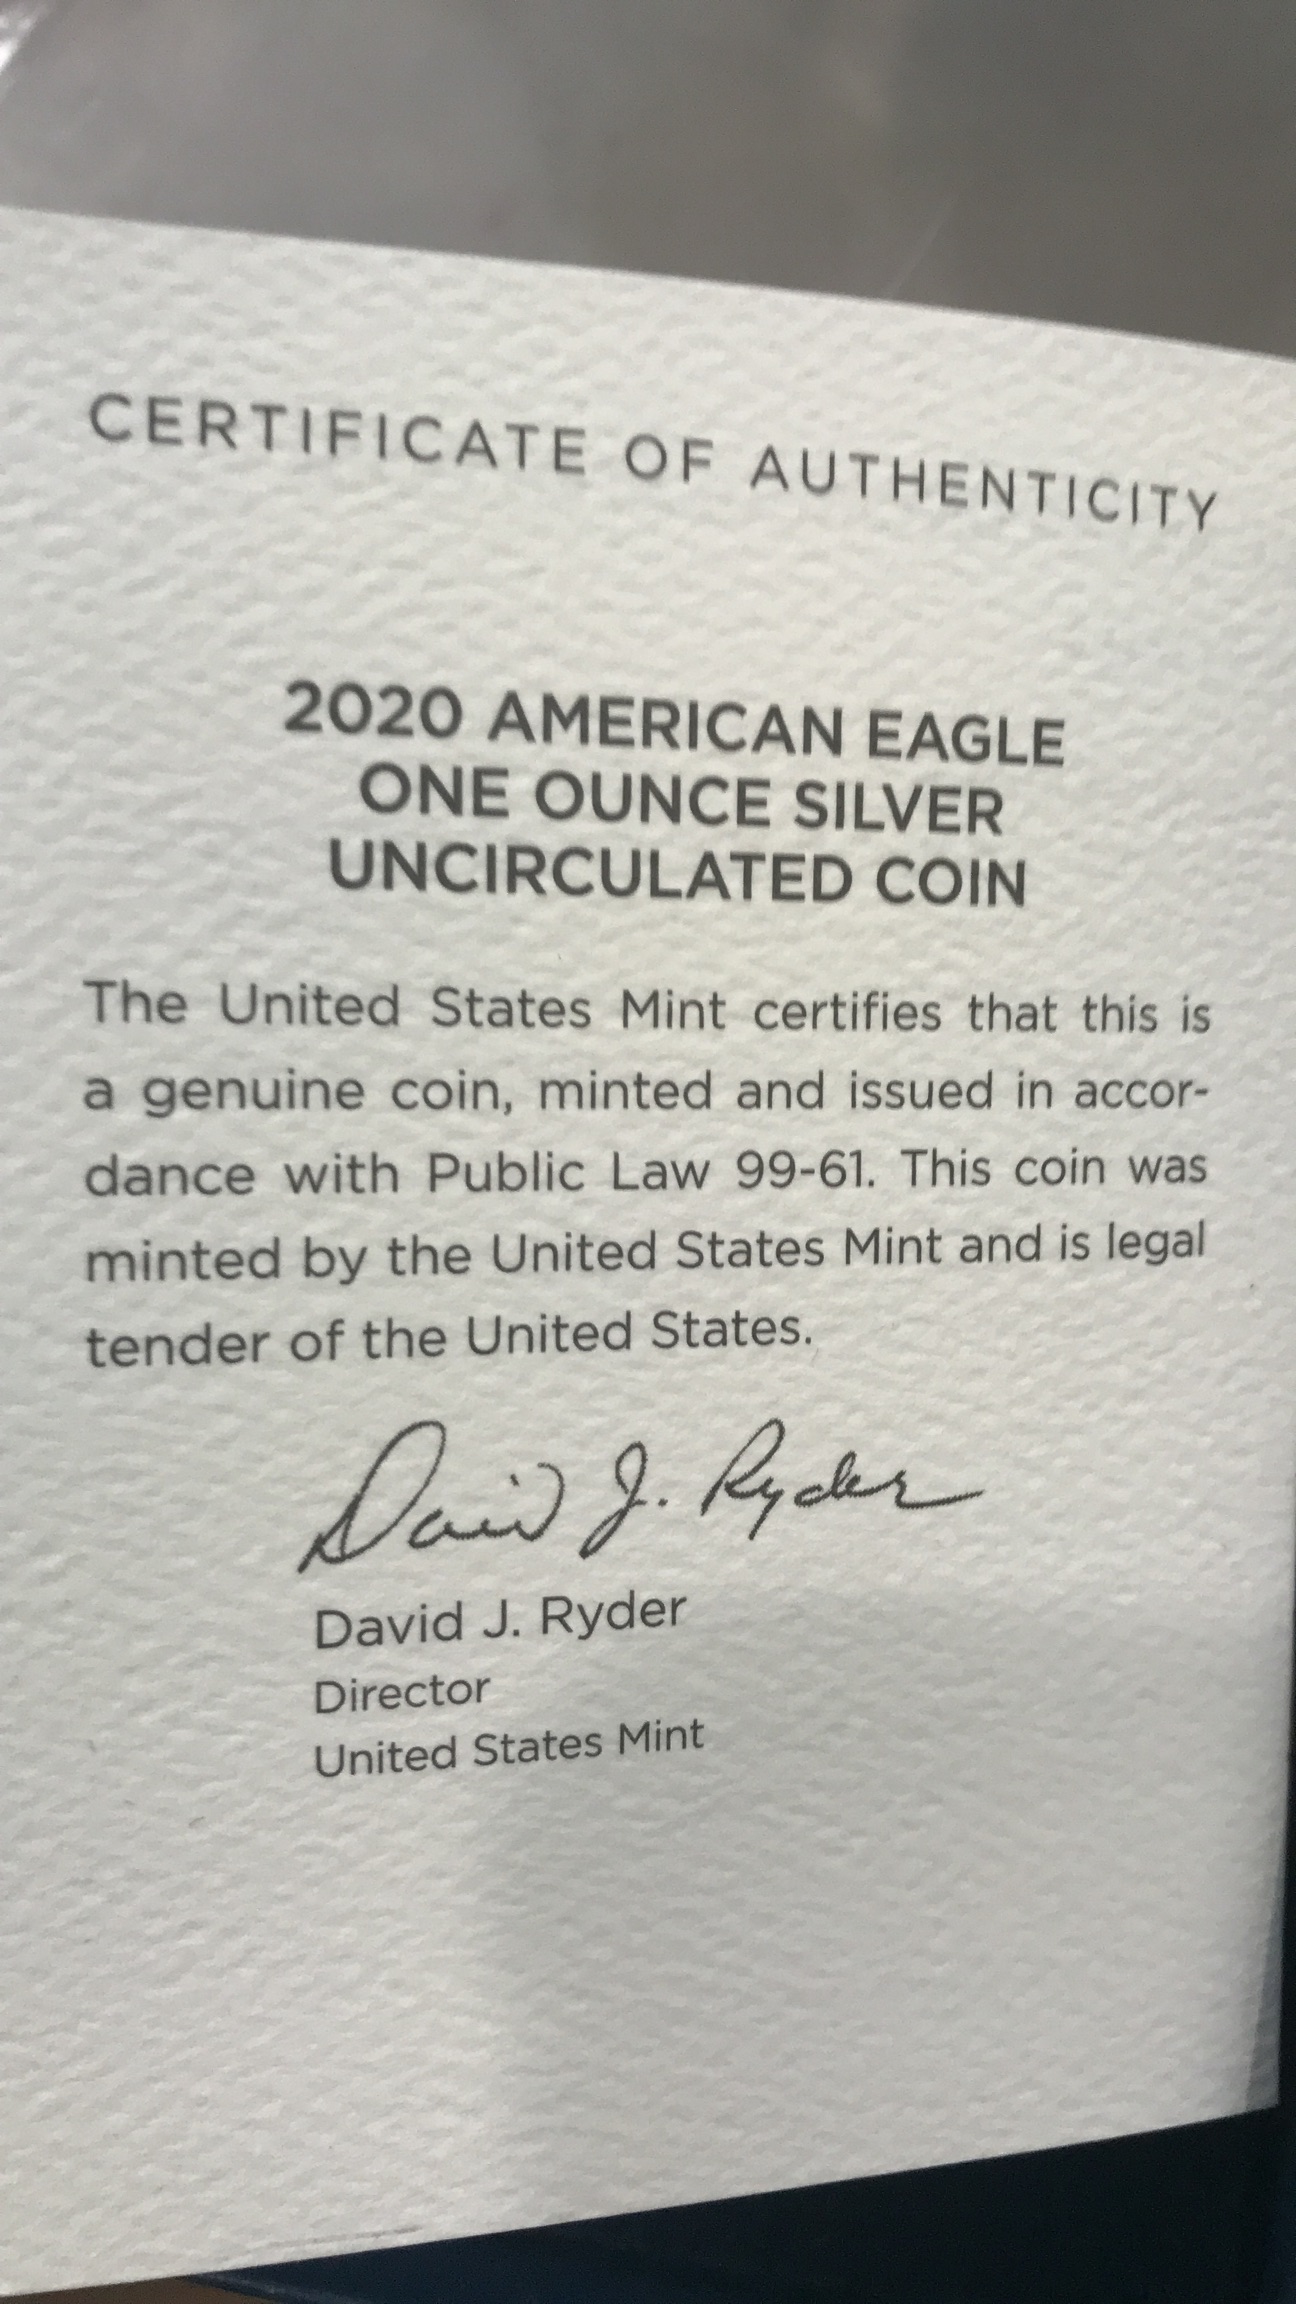 CERTIFICATE OF AUTHENTICITY
2020 AMERICAN EAGLE
ONE OUNCE SILVER
UNCIRCULATED COIN
The United States Mint certifies that this is
a genuine coin, minted and issued in accor-
dance with Public Law 99-61. This coin was
minted by the United States Mint and is legal
tender of the United States.
David J. Ryder
David J. Ryder
Director
United States Mint